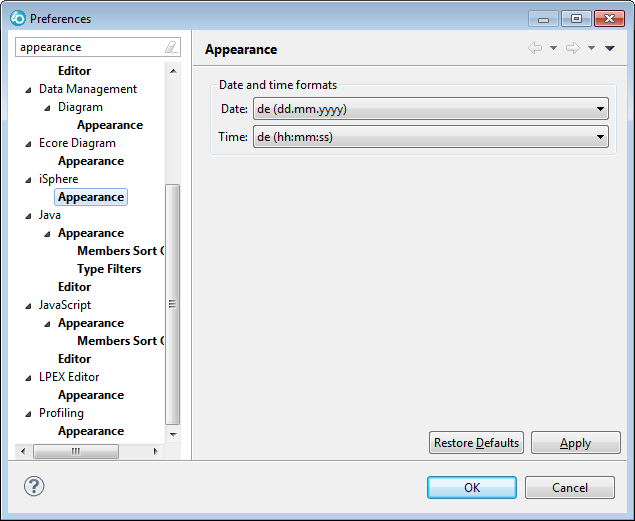 Preferences
appearance
Editor
Data Management
Diagram
Appearance
Ecore Diagram
Appearance
iSphere
Appearance
Java
Appearance
Members Sort
Type Filters
Editor
JavaScript
Appearance
Members Sort
Editor
LPEX Editor
Appearance
Profiling
Appearance
Appearance
Date and time formats
Date: de (dd.mm.yyyy)
Time: de (hh:mm:ss)
Restore Defaults Apply
? OK Cancel